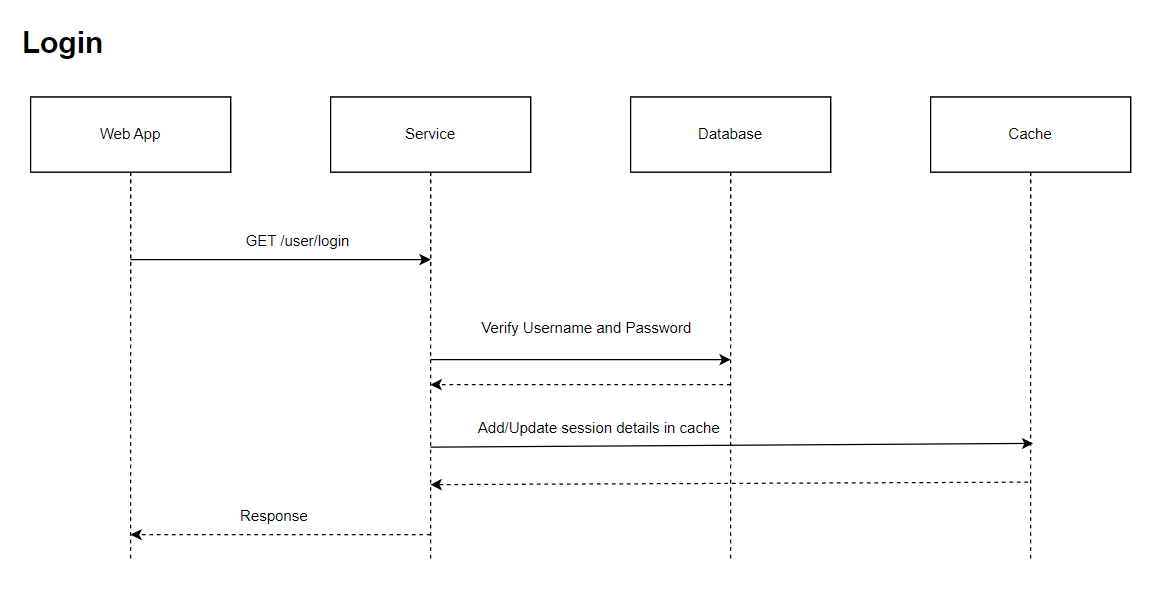 Login
Web App
Service
Database
Cache
GET /user/login
Verify Username and Password
Add/Update session details in cache
Response